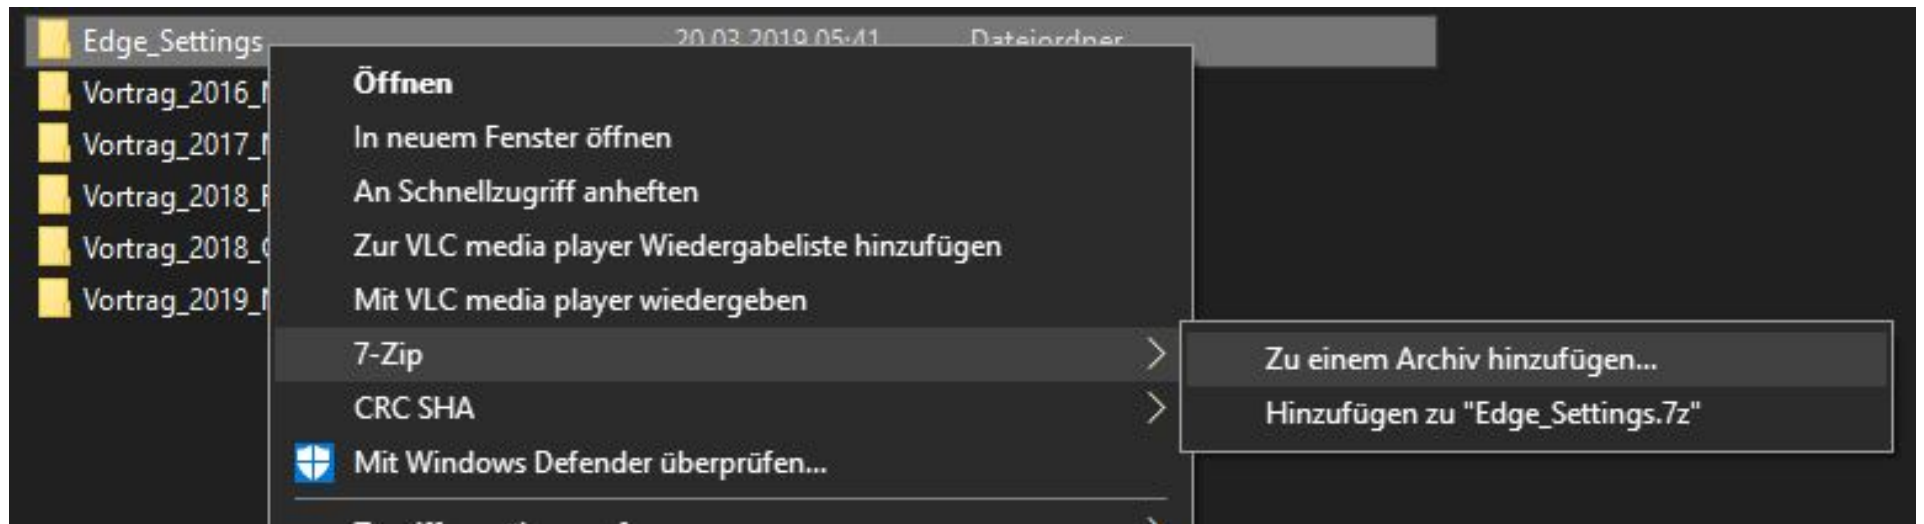 Edge_Settings 20.03.2019 05:41 Dateiordner
Vortrag_2016_
Vortrag_2017_
Vortrag_2018_
Vortrag_2018_
Vortrag_2019_
Öffnen
In neuem Fenster öffnen
An Schnellzugriff anheften
Zur VLC media player Wiedergabeliste hinzufügen
Mit VLC media player wiedergeben
7-Zip
CRC SHA
Mit Windows Defender überprüfen...
Zu einem Archiv hinzufügen...
Hinzufügen zu "Edge_Settings.7z"